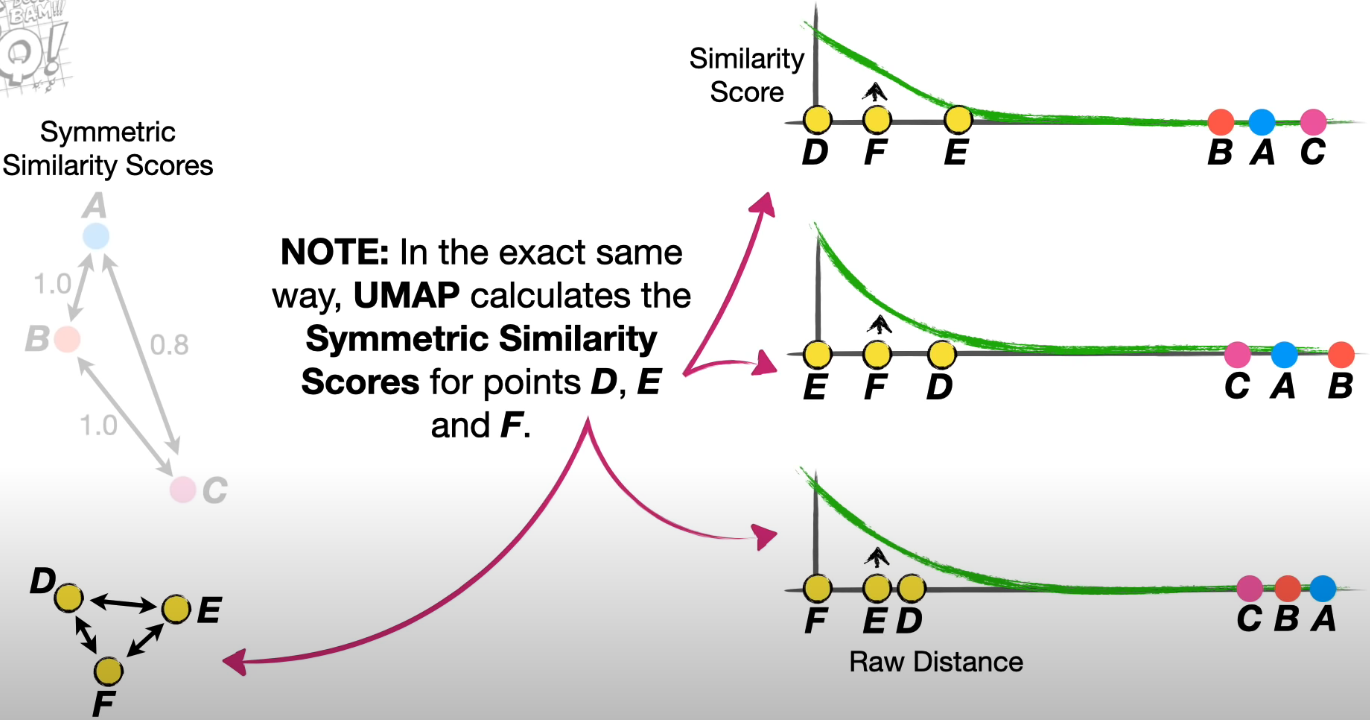 BAM!!!
Q!
Symmetric
Similarity Scores
A
1.0
B
0.8
1.0
C
NOTE: In the exact same
way, UMAP calculates the
Symmetric Similarity
Scores for points D, E
and F.
D
E
F
Similarity
Score
D F E B A C
E F D C A B
F E D C B A
Raw Distance